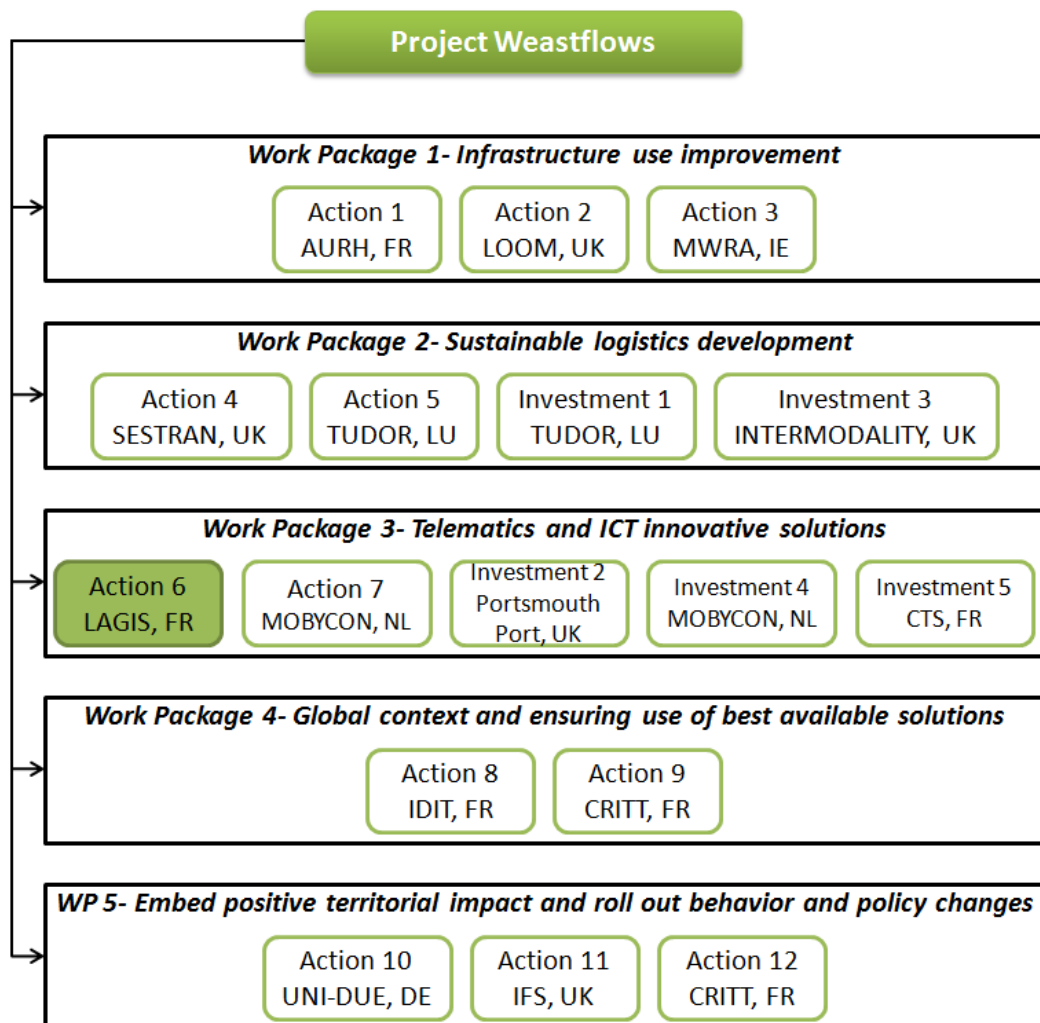 Project Weastflows
Work Package 1- Infrastructure use improvement
Action 1
AURH, FR
Action 2
LOOM, UK
Action 3
MWRA, IE
Work Package 2- Sustainable logistics development
Action 4
SESTRAN, UK
Action 5
TUDOR, LU
Investment 1
TUDOR, LU
Investment 3
INTERMODALITY, UK
Work Package 3- Telematics and ICT innovative solutions
Action 6
LAGIS, FR
Action 7
MOBYCON, NL
Investment 2
Portsmouth
Port, UK
Investment 4
MOBYCON, NL
Investment 5
CTS, FR
Work Package 4- Global context and ensuring use of best available solutions
Action 8
IDIT, FR
Action 9
CRITT, FR
WP 5- Embed positive territorial impact and roll out behavior and policy changes
Action 10
UNI-DUE, DE
Action 11
IFS, UK
Action 12
CRITT, FR